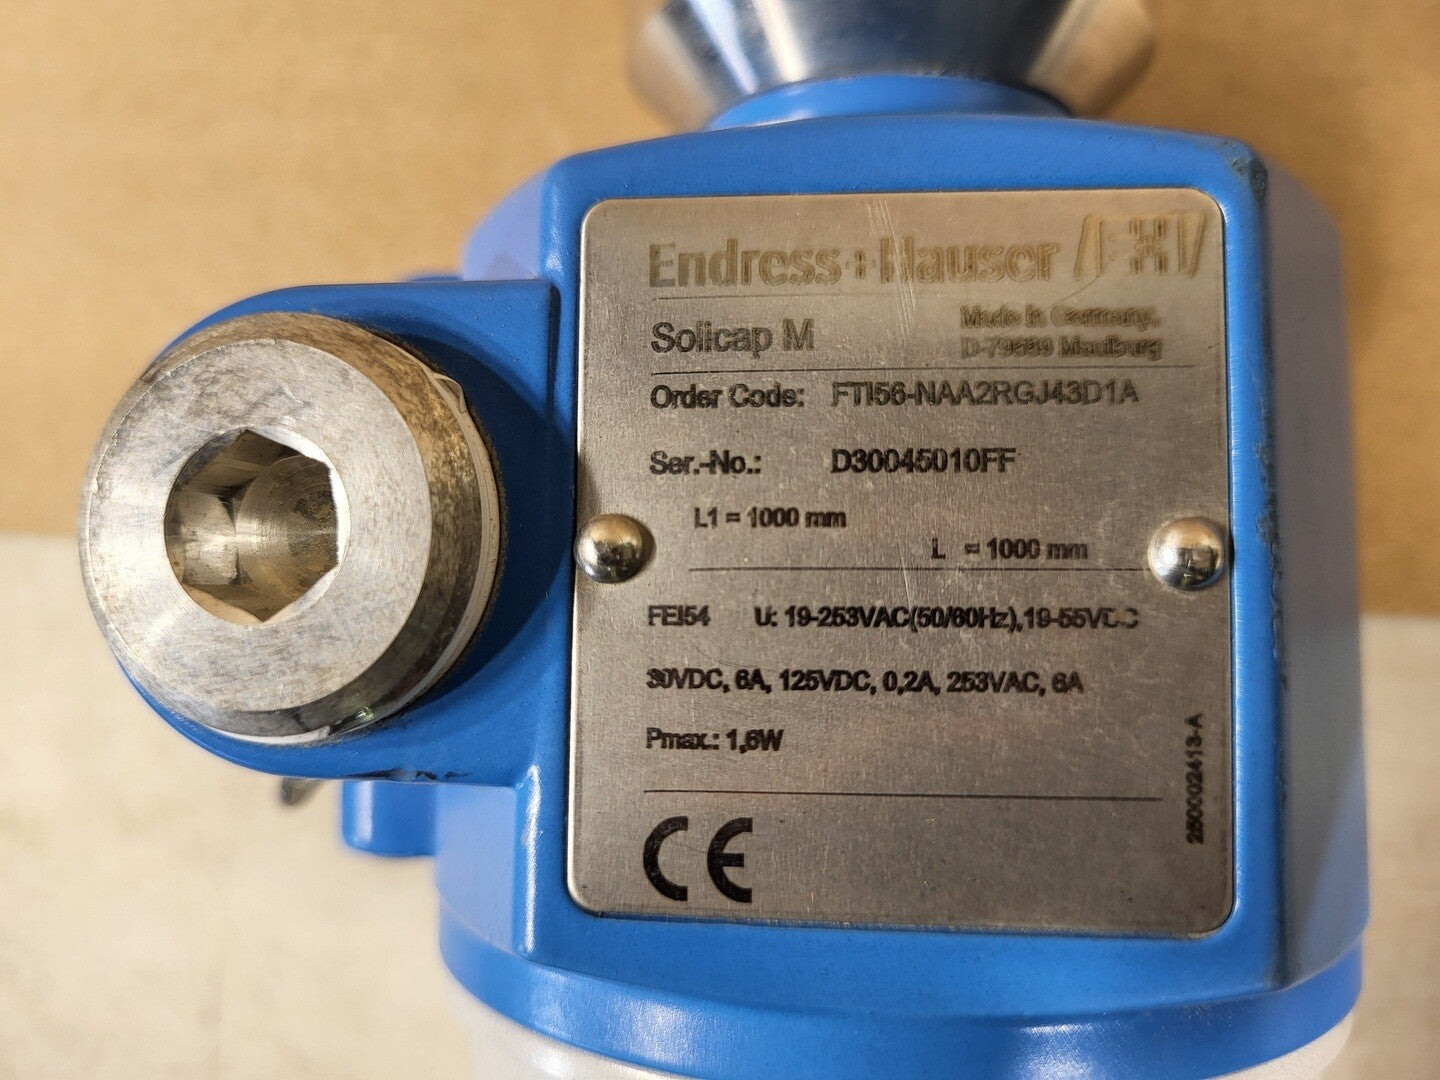 Endress+Hauser EH
Solicap M
Made in Germany,
D-79689 Maulburg
Order Code: FTI56-NAA2RGJ43D1A
Ser.-No.: D30045010FF
L1 = 1000 mm
L = 1000 mm
FEI54 U: 19-253VAC(50/60Hz),19-55VDC
30VDC, 6A, 125VDC, 0,2A, 253VAC, 6A
Pmax.: 1,6W
CE
250002413-A